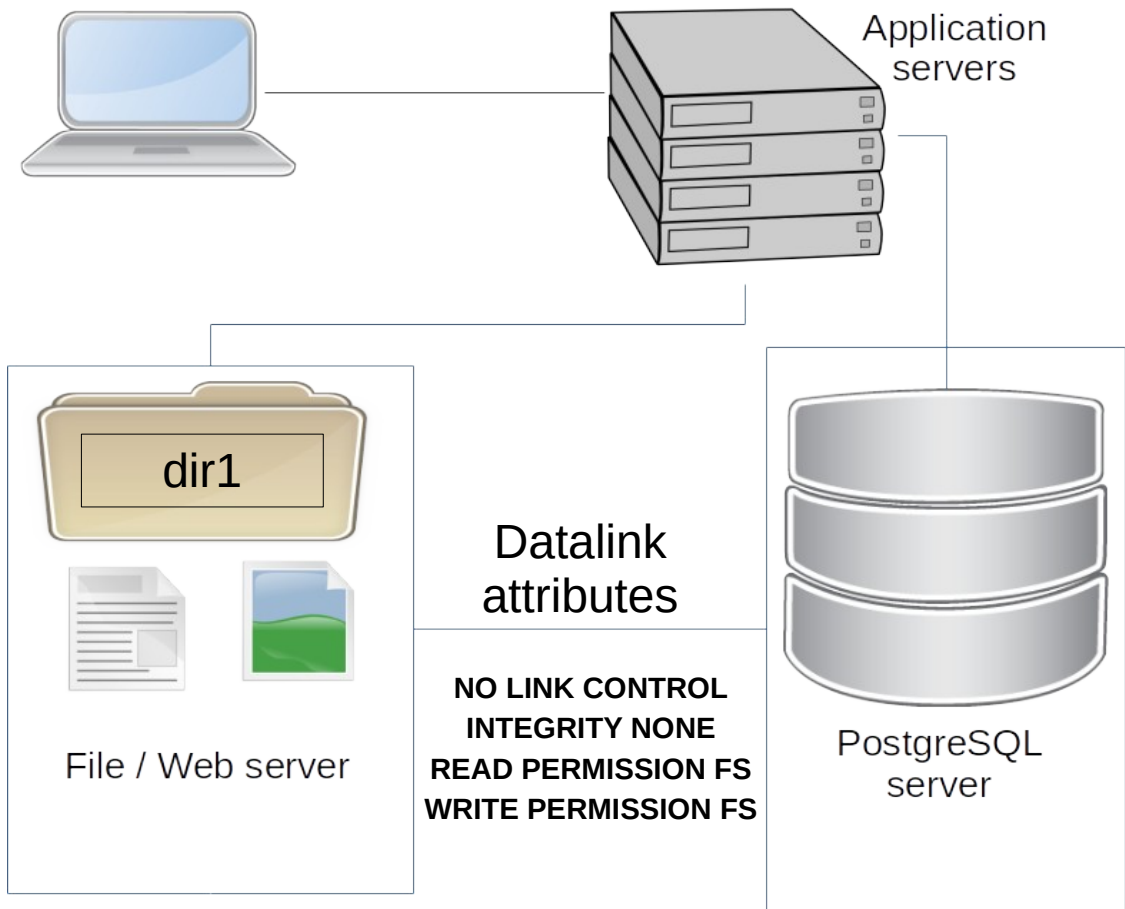 Application
servers
dir1
Datalink
attributes
NO LINK CONTROL
INTEGRITY NONE
READ PERMISSION FS
WRITE PERMISSION FS
File / Web server
PostgreSQL
server